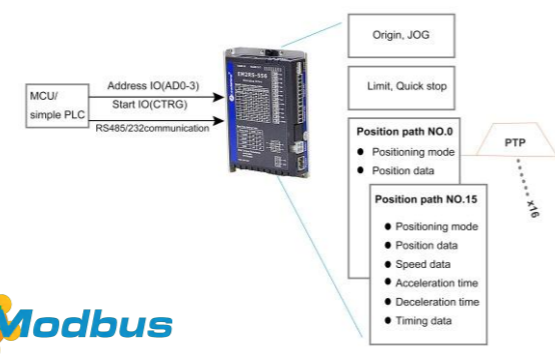 Origin, JOG
Address IO(AD0-3)
Start IO(CTRG)
RS485/232communication
MCU/
simple PLC
Limit, Quick stop
Position path NO.0
● Positioning mode
● Position data
PTP
x16
Position path NO.15
● Positioning mode
● Position data
● Speed data
● Acceleration time
● Deceleration time
● Timing data
Modbus